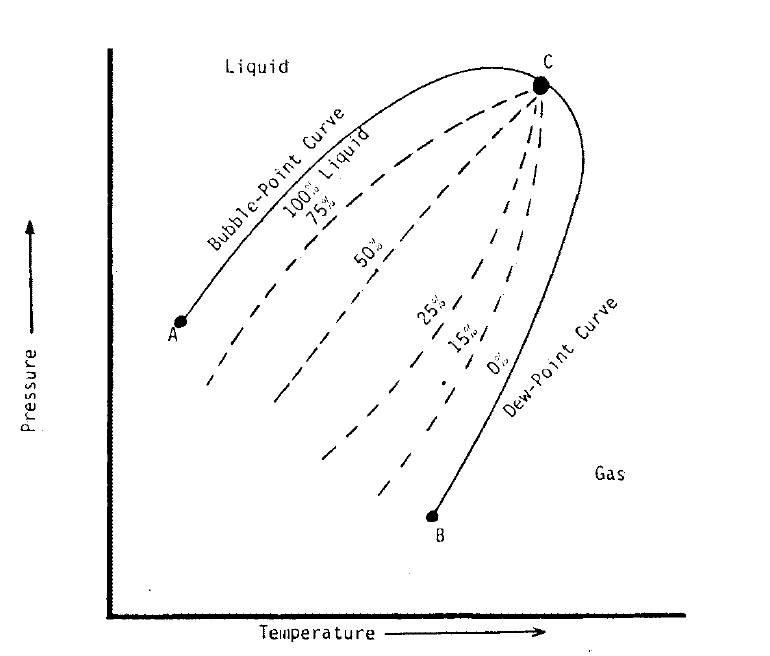 Liquid
C
Bubble-Point Curve
100% Liquid
75%
50%
A
25%
15%
0%
Dew-Point Curve
Pressure
Gas
B
Temperature